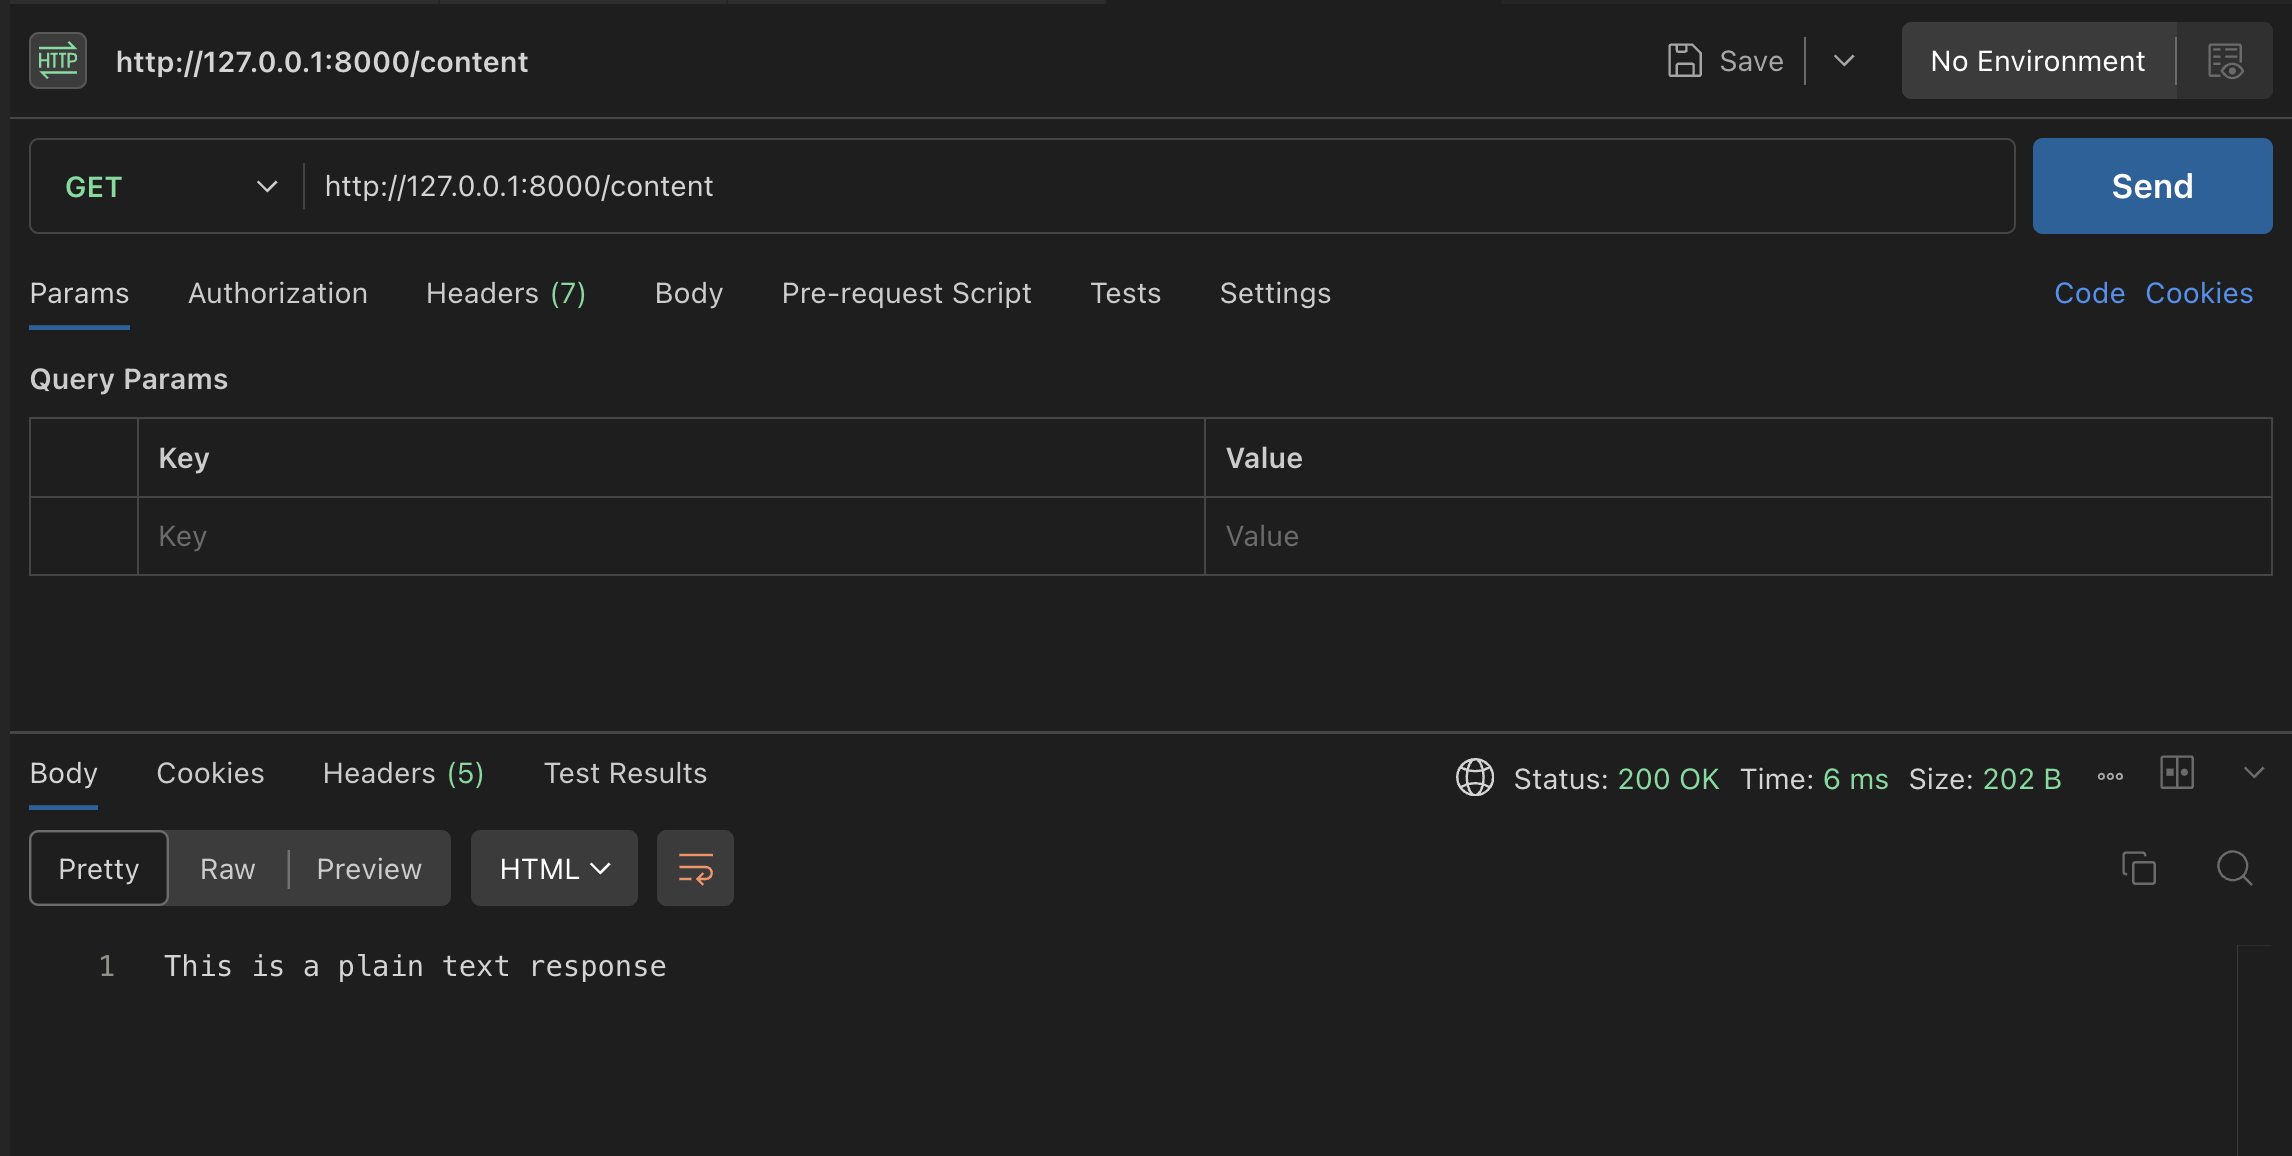 HTTP http://127.0.0.1:8000/content Save No Environment
GET http://127.0.0.1:8000/content Send
Params Authorization Headers (7) Body Pre-request Script Tests Settings Code Cookies
Query Params
Key Value
Key Value
Body Cookies Headers (5) Test Results Status: 200 OK Time: 6 ms Size: 202 B
Pretty Raw Preview HTML
1 This is a plain text response